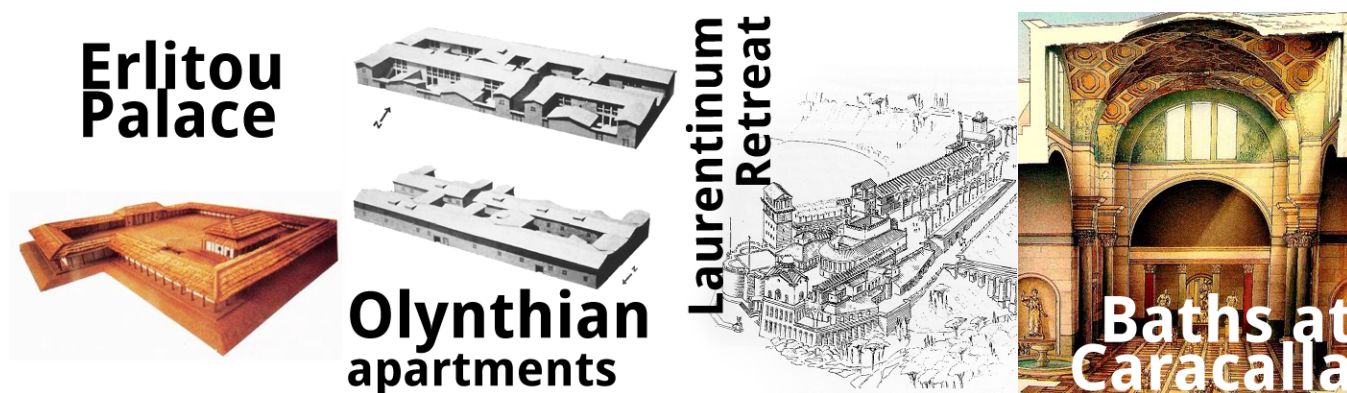 Erlitou
Palace
Olynthian
apartments
Laurentinum
Retreat
Baths at
Caracalla